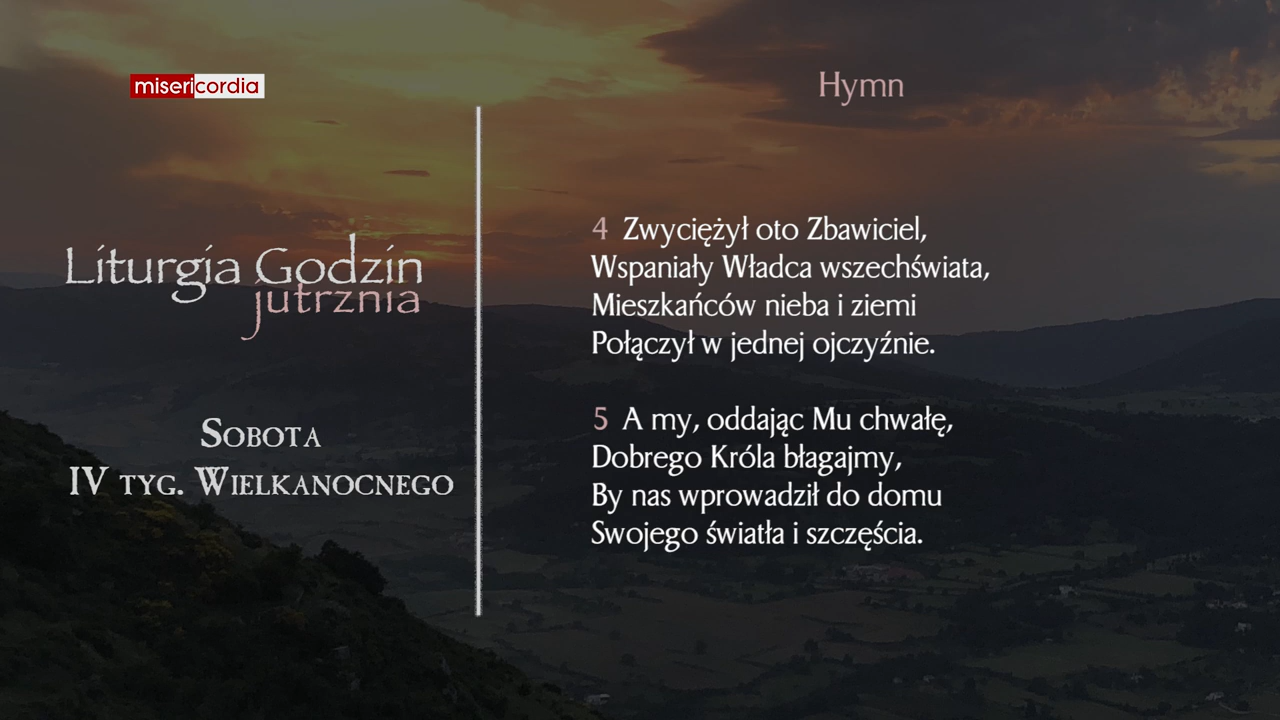 misericordia
Liturgia Godzin
jutrznia
Sobota
IV tyg. Wielkanocnego
Hymn
4 Zwyciężył oto Zbawiciel,
Wspaniały Władca wszechświata,
Mieszkańców nieba i ziemi
Połączył w jednej ojczyźnie.
5 A my, oddając Mu chwałę,
Dobrego Króla błagajmy,
By nas wprowadził do domu
Swojego światła i szczęścia.